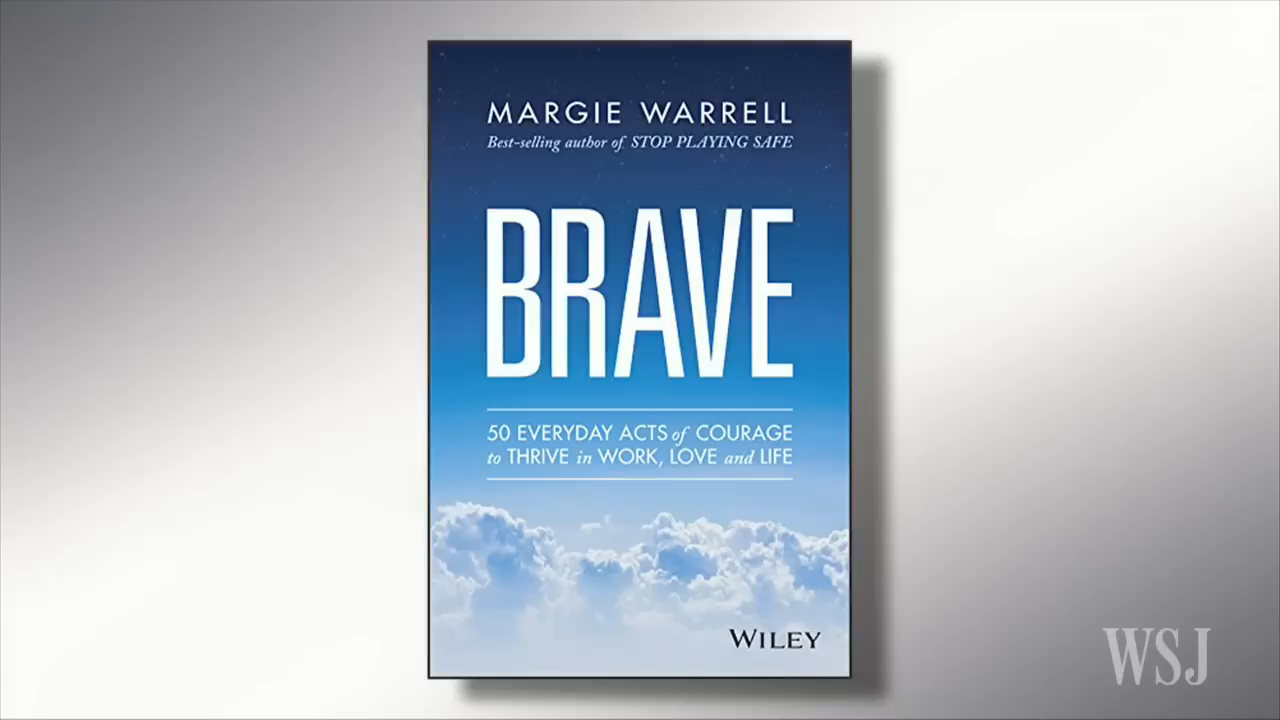 MARGIE WARRELL
Best-selling author of STOP PLAYING SAFE
BRAVE
50 EVERYDAY ACTS of COURAGE
to THRIVE in WORK, LOVE and LIFE
WILEY
WSJ